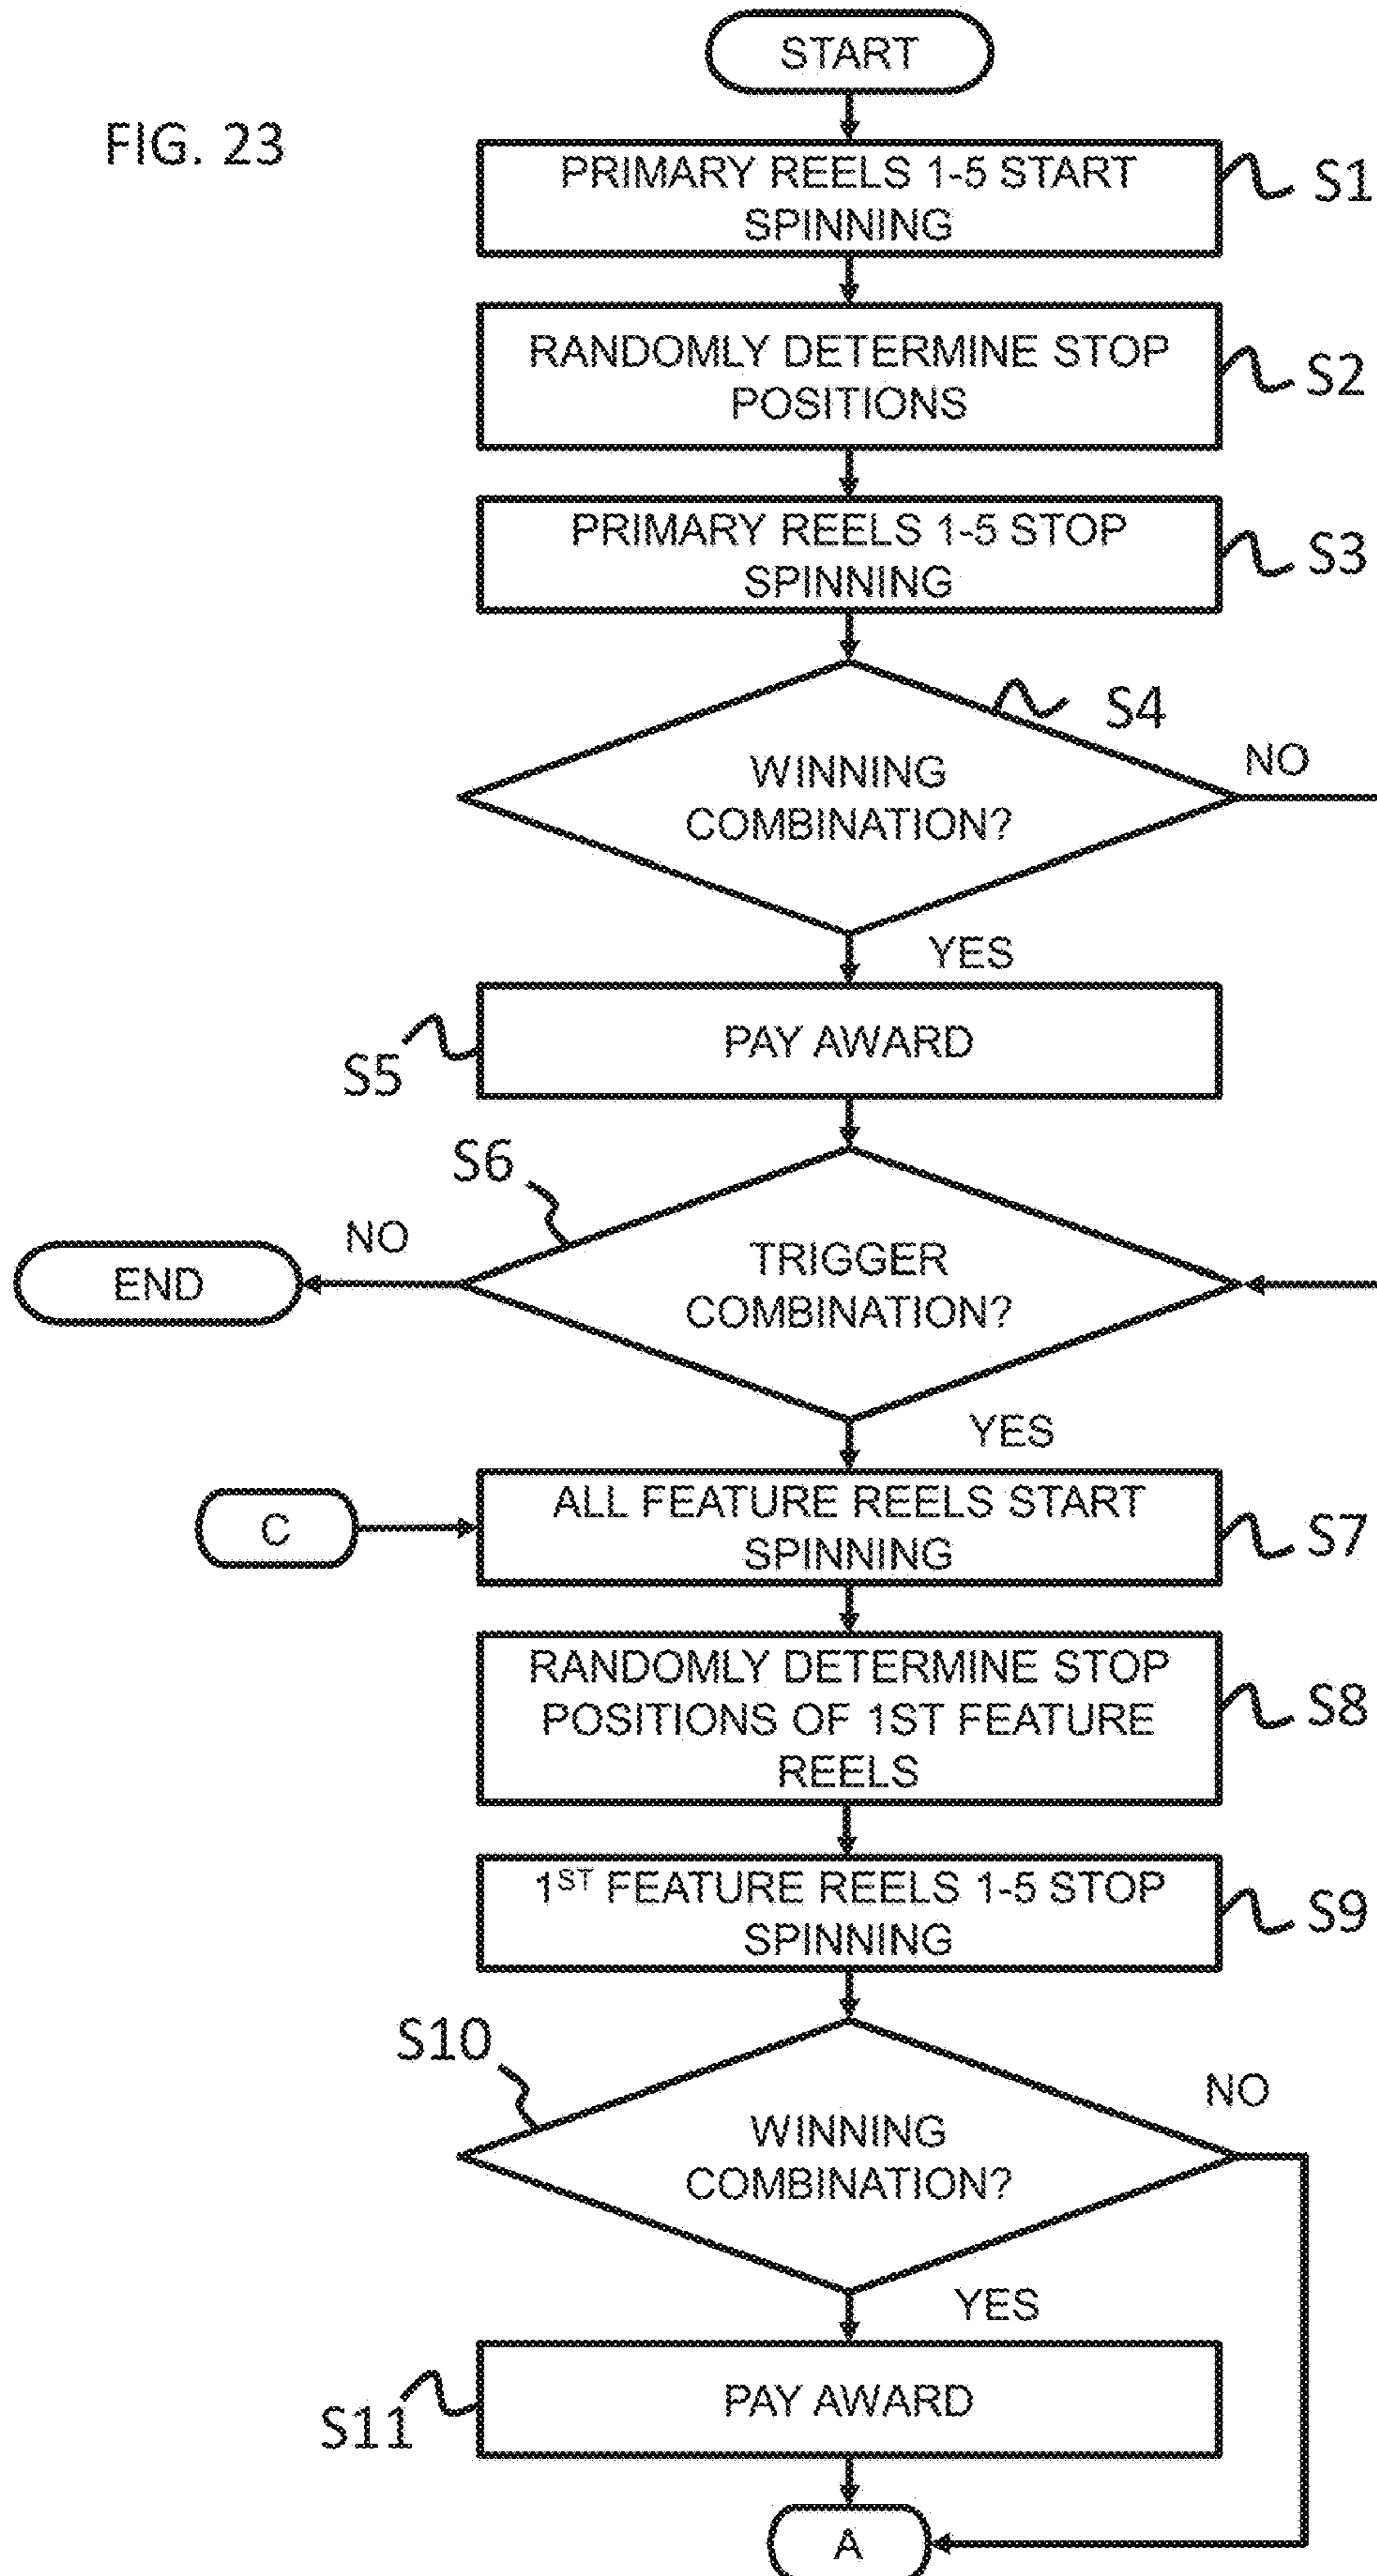 START
FIG. 23
PRIMARY REELS 1-5 START
SPINNING
S1
RANDOMLY DETERMINE STOP
POSITIONS
S2
PRIMARY REELS 1-5 STOP
SPINNING
S3
S4
WINNING
COMBINATION?
NO
YES
PAY AWARD
S5
S6
TRIGGER
COMBINATION?
NO
END
YES
C
ALL FEATURE REELS START
SPINNING
S7
RANDOMLY DETERMINE STOP
POSITIONS OF 1ST FEATURE
REELS
S8
1ST FEATURE REELS 1-5 STOP
SPINNING
S9
S10
WINNING
COMBINATION?
NO
YES
PAY AWARD
S11
A